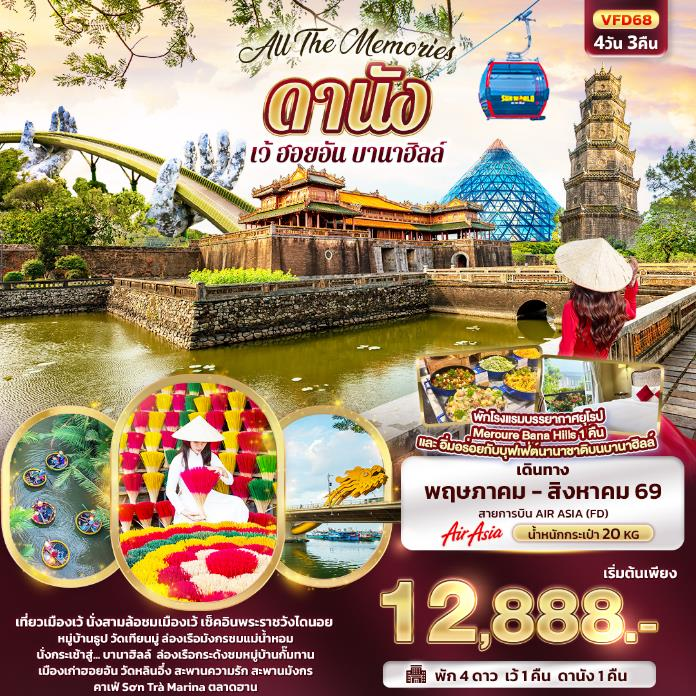 All The Memories
VFD68
4วัน 3คืน
ดานัง
เว้ ฮอยอัน บานาฮิลล์
SUN WORLD
พักโรงแรมบรรยากาศยุโรป
Meroure Bana Hills 1 คืน
และ อิ่มอร่อยกับบุฟเฟ่ต์นานาชาติบนบานาฮิลล์
เดินทาง
พฤษภาคม - สิงหาคม 69
สายการบิน AIR ASIA (FD)
AirAsia น้ำหนักกระเป๋า 20 KG
เริ่มต้นเพียง
12,888.-
พัก 4 ดาว เว้ 1 คืน ดานัง 1 คืน
เที่ยวเมืองเว้ นั่งสามล้อชมเมืองเว้ เช็คอินพระราชวังไดนอย
หมู่บ้านธูป วัดเทียนมู่ ล่องเรือมังกรชมแม่น้ำหอม
นั่งกระเช้าสู่... บานาฮิลล์ ล่องเรือกระด้งชมหมู่บ้านกั๊มทาน
เมืองเก่าฮอยอัน วัดหลินอึ๋ง สะพานความรัก สะพานมังกร
คาเฟ่ Sơn Trà Marina ตลาดฮาน